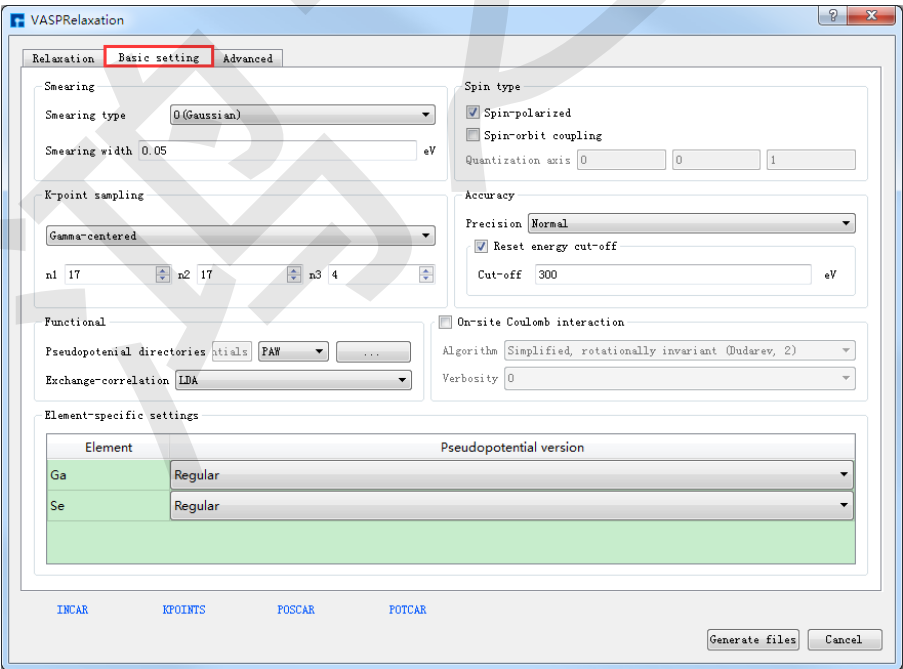 VASPRelaxation
Relaxation Basic setting Advanced
Smearing
Smearing type 0(Gaussian)
Smearing width 0.05 eV
Spin type
Spin-polarized
Spin-orbit coupling
Quantization axis 0 0 1
K-point sampling
Gamma-centered
n1 17 n2 17 n3 4
Accuracy
Precision Normal
Reset energy cut-off
Cut-off 300 eV
Functional
Pseudopotenial directories ntials PAW ...
Exchange-correlation LDA
On-site Coulomb interaction
Algorithm Simplified, rotationally invariant (Dudarev, 2)
Verbosity 0
Element-specific settings
Element Pseudopotential version
Ga Regular
Se Regular
INCAR KPOINTS POSCAR POTCAR
Generate files Cancel